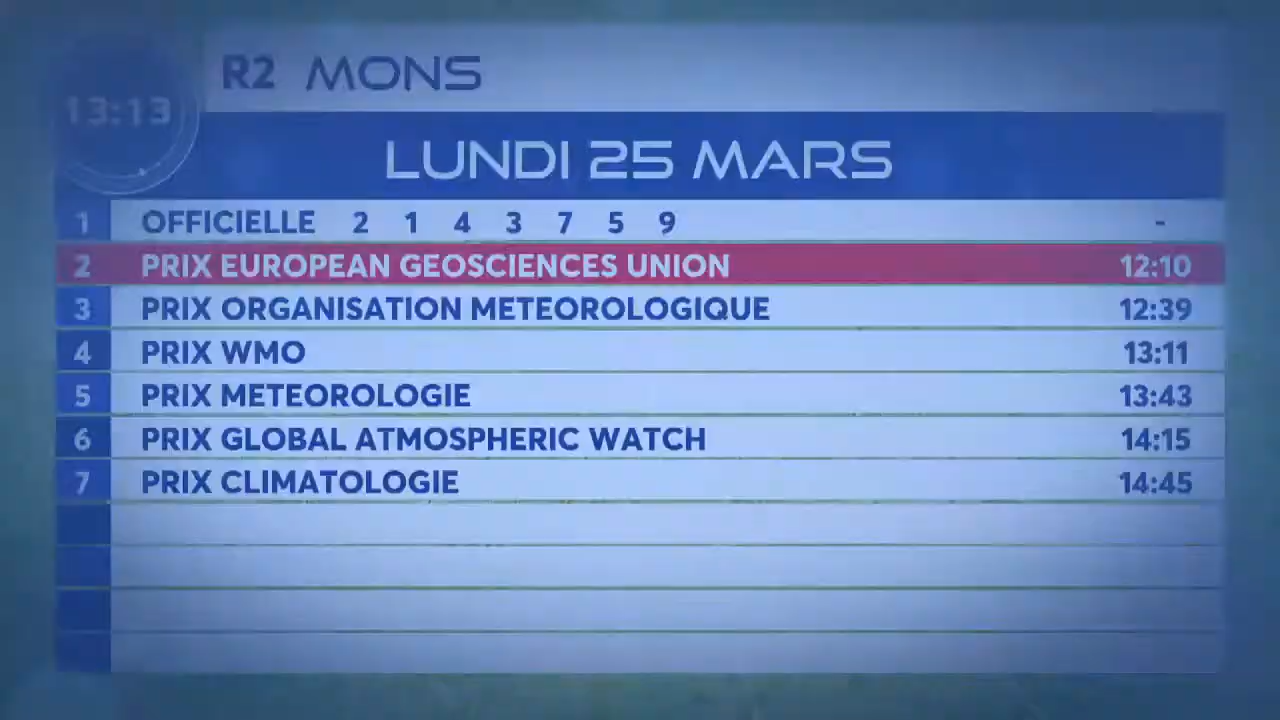 R2 MONS
13:13
LUNDI 25 MARS
1 OFFICIELLE 2 1 4 3 7 5 9 -
2 PRIX EUROPEAN GEOSCIENCES UNION 12:10
3 PRIX ORGANISATION METEOROLOGIQUE 12:39
4 PRIX WMO 13:11
5 PRIX METEOROLOGIE 13:43
6 PRIX GLOBAL ATMOSPHERIC WATCH 14:15
7 PRIX CLIMATOLOGIE 14:45